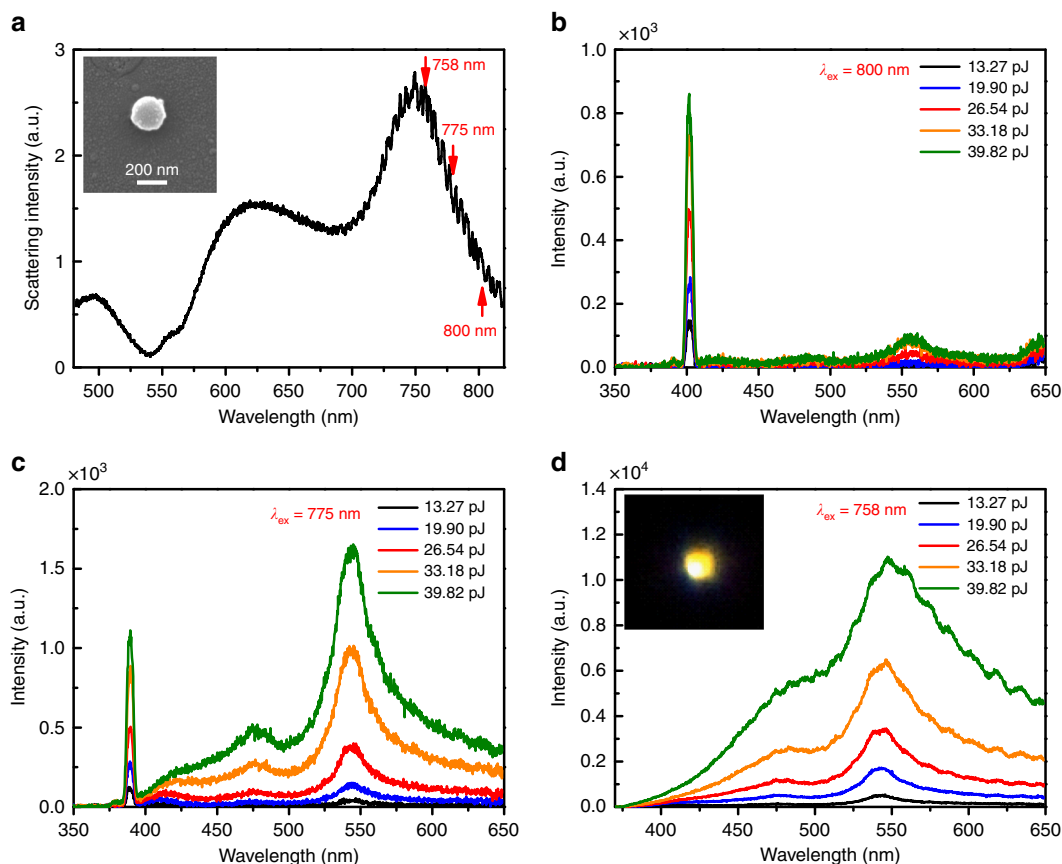 a
3
2
1
0
Scattering intensity (a.u.)
500 550 600 650 700 750 800
Wavelength (nm)
200 nm
758 nm
775 nm
800 nm
b
×10³
1.0
0.8
0.6
0.4
0.2
0
Intensity (a.u.)
350 400 450 500 550 600 650
Wavelength (nm)
λex = 800 nm
13.27 pJ
19.90 pJ
26.54 pJ
33.18 pJ
39.82 pJ
c
×10³
2.0
1.5
1.0
0.5
0.0
Intensity (a.u.)
350 400 450 500 550 600 650
Wavelength (nm)
λex = 775 nm
13.27 pJ
19.90 pJ
26.54 pJ
33.18 pJ
39.82 pJ
d
×10⁴
1.4
1.2
1.0
0.8
0.6
0.4
0.2
0.0
Intensity (a.u.)
400 450 500 550 600 650
Wavelength (nm)
λex = 758 nm
13.27 pJ
19.90 pJ
26.54 pJ
33.18 pJ
39.82 pJ